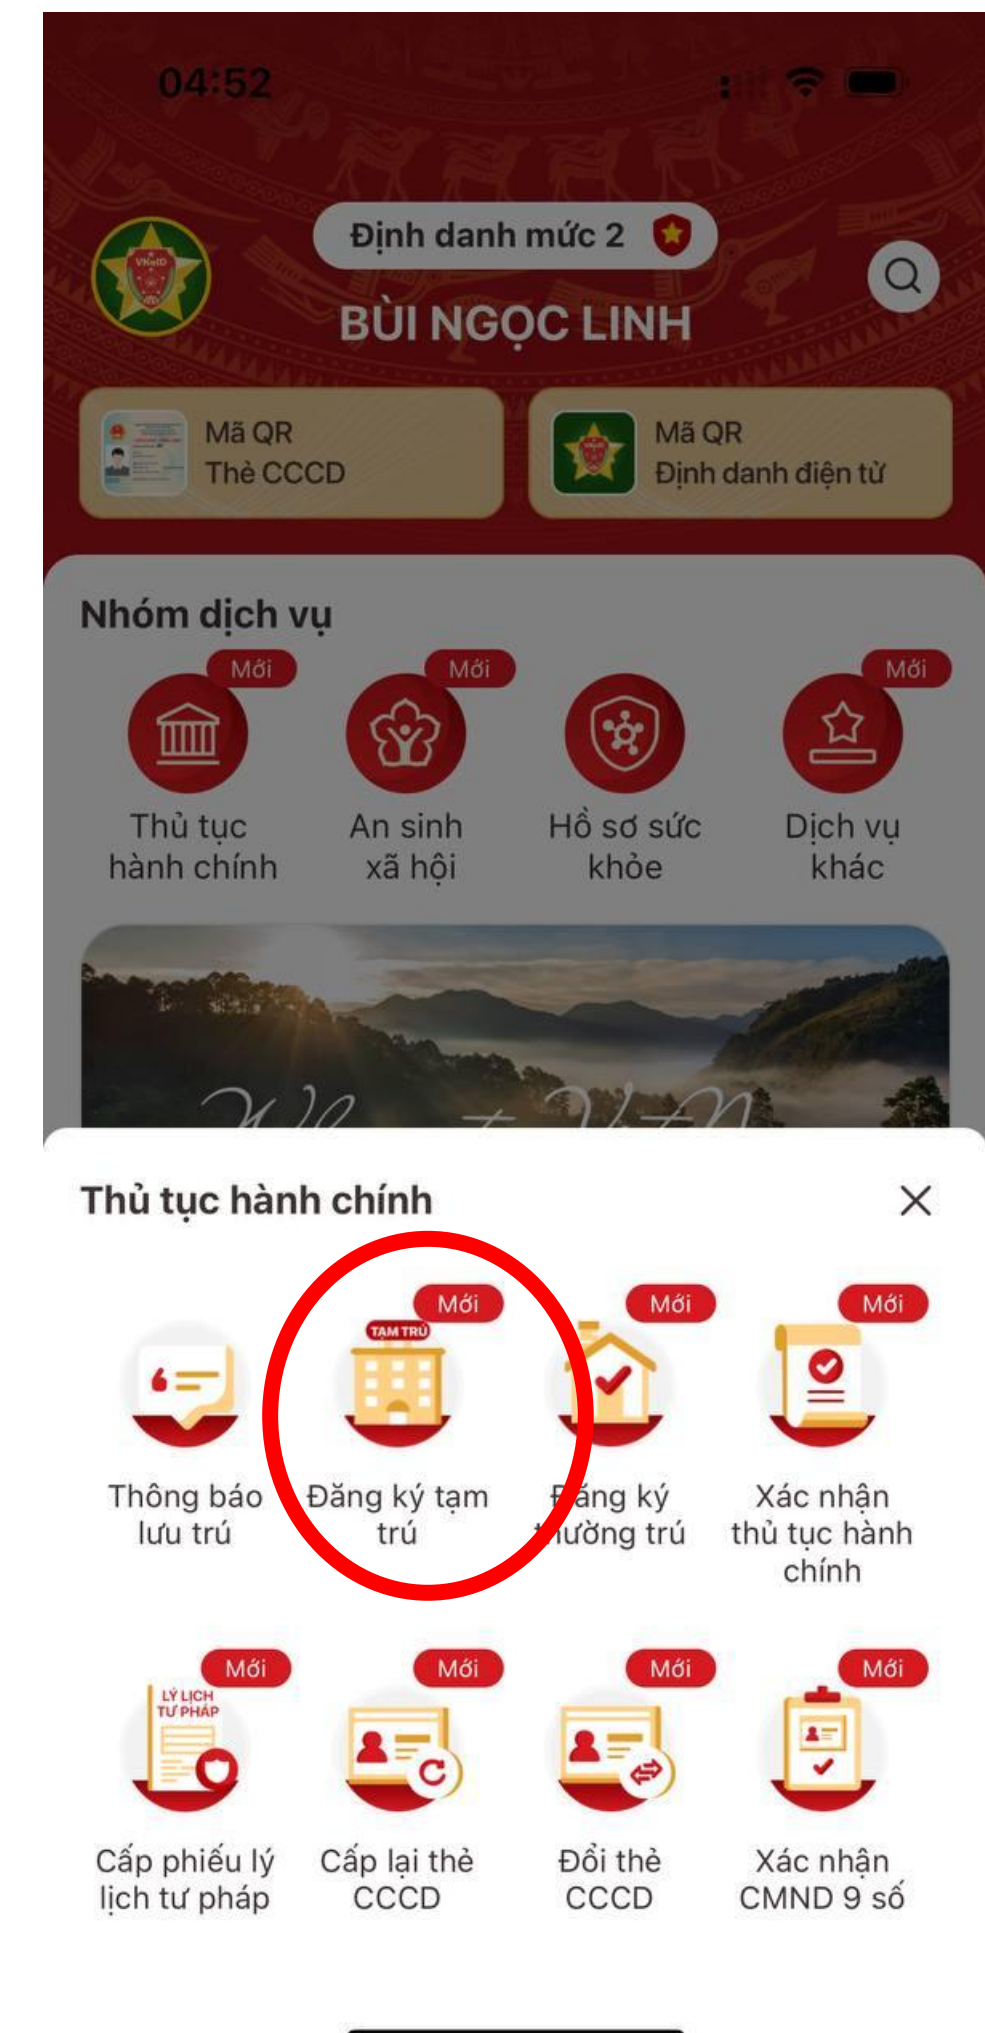 04:52
Định danh mức 2
VNeID
BÙI NGỌC LINH
Mã QR
Thẻ CCCD
Mã QR
Định danh điện tử
Nhóm dịch vụ
Mới
Mới
Mới
Thủ tục
hành chính
An sinh
xã hội
Hồ sơ sức
khỏe
Dịch vụ
khác
Thủ tục hành chính
Mới
Mới
Mới
TẠM TRÚ
Thông báo
lưu trú
Đăng ký tạm
trú
Đăng ký
thường trú
Xác nhận
thủ tục hành
chính
Mới
Mới
Mới
Mới
LÝ LỊCH
TƯ PHÁP
Cấp phiếu lý
lịch tư pháp
Cấp lại thẻ
CCCD
Đổi thẻ
CCCD
Xác nhận
CMND 9 số